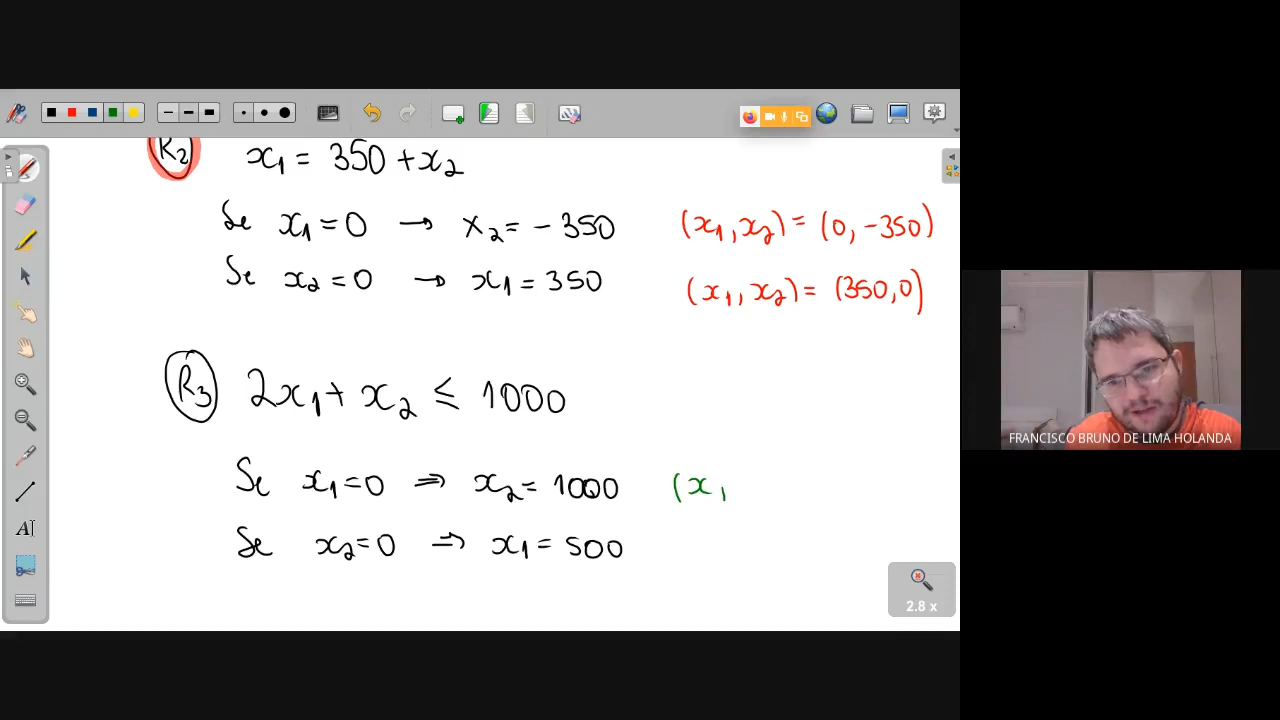 R2 x1 = 350 + x2
Se x1 = 0 → x2 = -350 (x1, x2) = (0, -350)
Se x2 = 0 → x1 = 350 (x1, x2) = (350, 0)
R3 2x1 + x2 ≤ 1000
Se x1 = 0 ⇒ x2 = 1000 (x1
Se x2 = 0 ⇒ x1 = 500
AI
2.8 x
FRANCISCO BRUNO DE LIMA HOLANDA